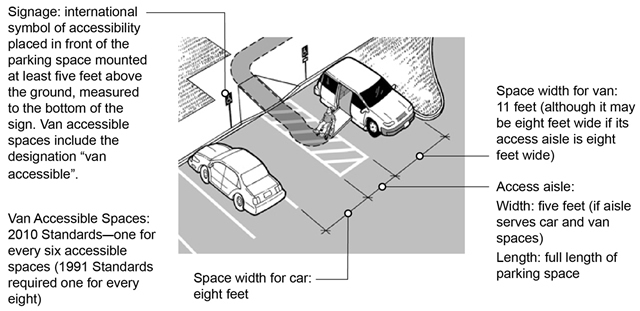 Signage: international
symbol of accessibility
placed in front of the
parking space mounted
at least five feet above
the ground, measured
to the bottom of the
sign. Van accessible
spaces include the
designation “van
accessible”.
Van Accessible Spaces:
2010 Standards—one for
every six accessible
spaces (1991 Standards
required one for every
eight)
Space width for car:
eight feet
Space width for van:
11 feet (although it may
be eight feet wide if its
access aisle is eight
feet wide)
Access aisle:
Width: five feet (if aisle
serves car and van
spaces)
Length: full length of
parking space